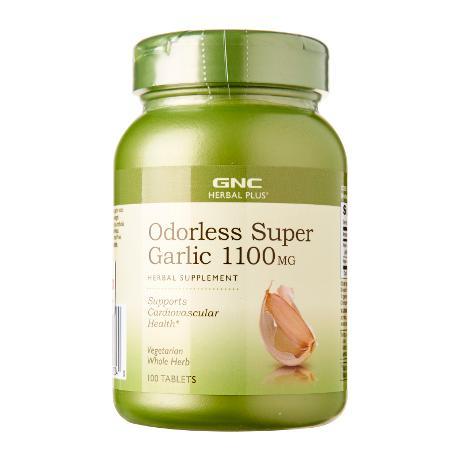 GNC
HERBAL PLUS®
Odorless Super
Garlic 1100MG
HERBAL SUPPLEMENT
Supports
Cardiovascular
Health*
Vegetarian
Whole Herb
100 TABLETS